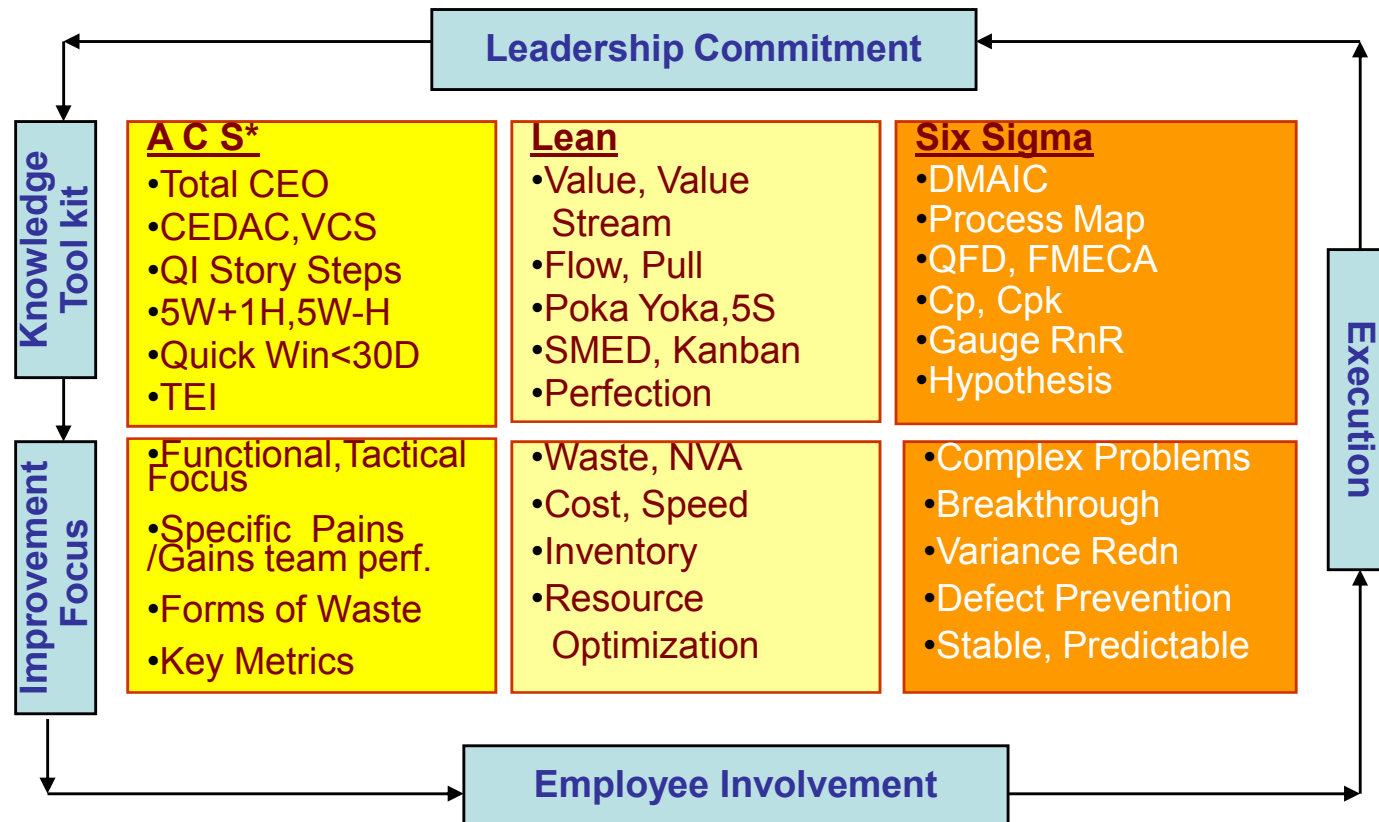 Leadership Commitment
Knowledge
Tool kit
A C S*
•Total CEO
•CEDAC,VCS
•QI Story Steps
•5W+1H,5W-H
•Quick Win<30D
•TEI
Lean
•Value, Value
Stream
•Flow, Pull
•Poka Yoka,5S
•SMED, Kanban
•Perfection
Six Sigma
•DMAIC
•Process Map
•QFD, FMECA
•Cp, Cpk
•Gauge RnR
•Hypothesis
Execution
Improvement
Focus
•Functional,Tactical
Focus
•Specific Pains
/Gains team perf.
•Forms of Waste
•Key Metrics
•Waste, NVA
•Cost, Speed
•Inventory
•Resource
Optimization
•Complex Problems
•Breakthrough
•Variance Redn
•Defect Prevention
•Stable, Predictable
Employee Involvement